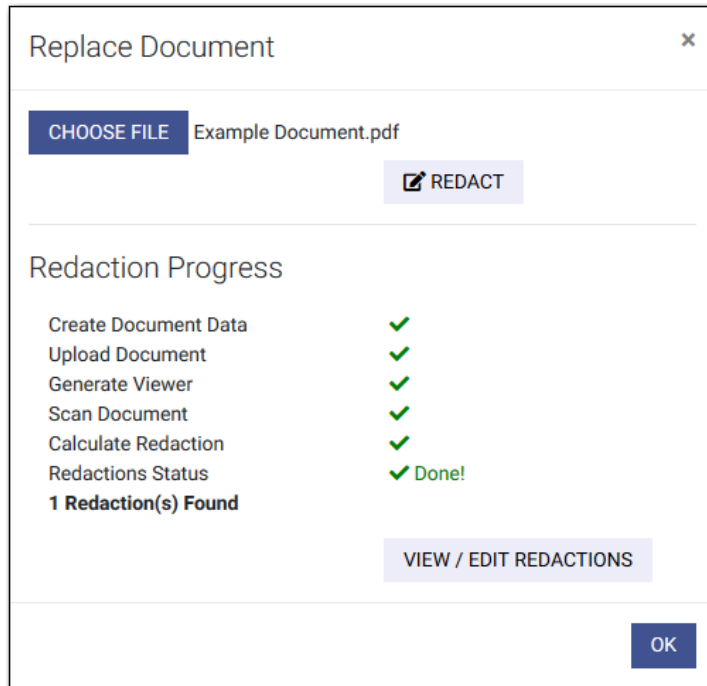 Replace Document ×
CHOOSE FILE Example Document.pdf
REDACT
Redaction Progress
Create Document Data
Upload Document
Generate Viewer
Scan Document
Calculate Redaction
Redactions Status Done!
1 Redaction(s) Found
VIEW / EDIT REDACTIONS
OK